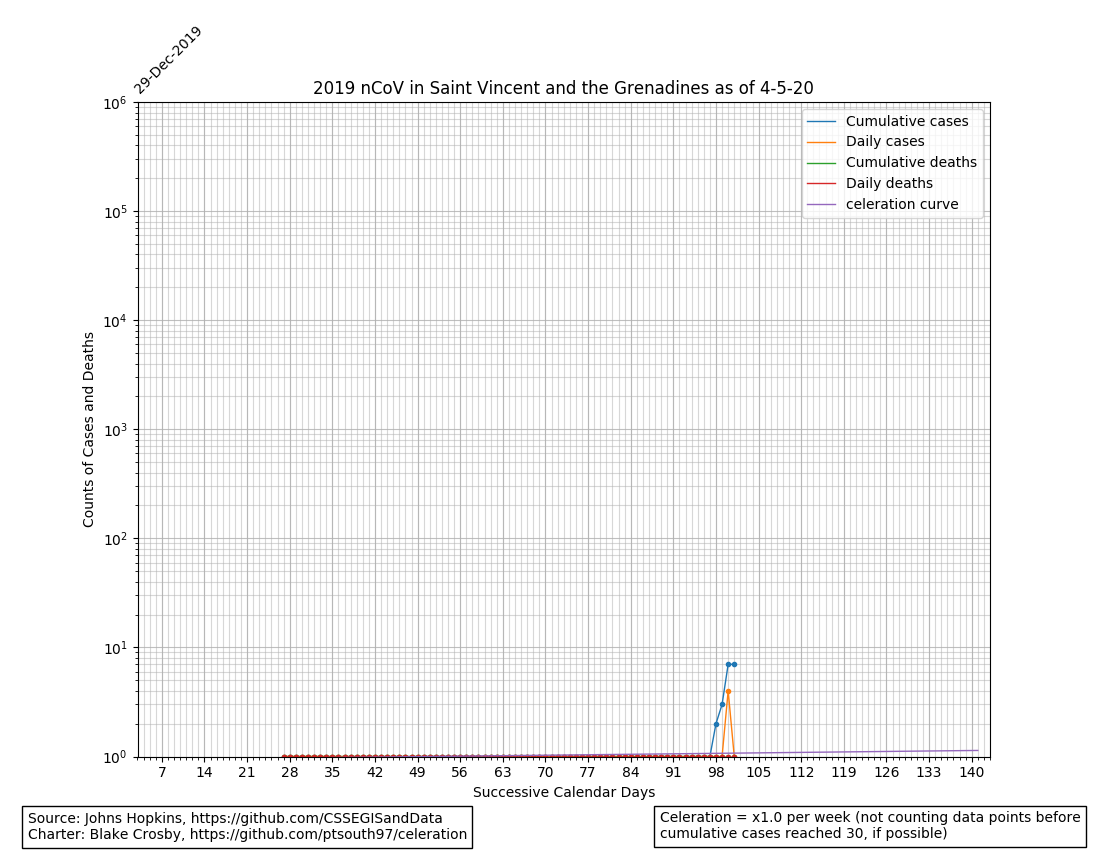 29-Dec-2019
2019 nCoV in Saint Vincent and the Grenadines as of 4-5-20
Cumulative cases
Daily cases
Cumulative deaths
Daily deaths
celeration curve
10^6
10^5
10^4
10^3
10^2
10^1
10^0
Counts of Cases and Deaths
7 14 21 28 35 42 49 56 63 70 77 84 91 98 105 112 119 126 133 140
Successive Calendar Days
Source: Johns Hopkins, https://github.com/CSSEGISandData
Charter: Blake Crosby, https://github.com/ptsouth97/celeration
Celeration = x1.0 per week (not counting data points before
cumulative cases reached 30, if possible)